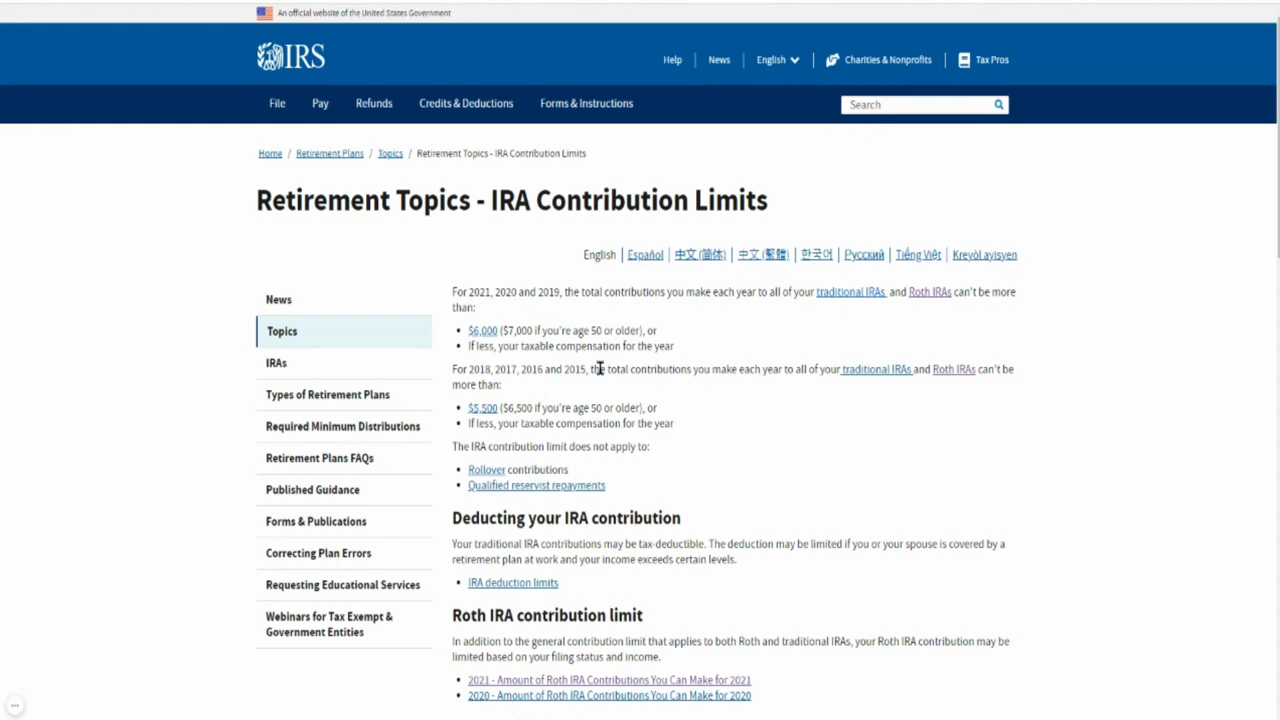 An official website of the United States Government
IRS
Help
News
English
Charities & Nonprofits
Tax Pros
File
Pay
Refunds
Credits & Deductions
Forms & Instructions
Search
Home / Retirement Plans / Topics / Retirement Topics - IRA Contribution Limits
Retirement Topics - IRA Contribution Limits
English | Español | 中文 (简体) | 中文 (繁體) | 한국어 | Русский | Tiếng Việt | Kreyòl ayisyen
News
Topics
IRAs
Types of Retirement Plans
Required Minimum Distributions
Retirement Plans FAQs
Published Guidance
Forms & Publications
Correcting Plan Errors
Requesting Educational Services
Webinars for Tax Exempt &
Government Entities
For 2021, 2020 and 2019, the total contributions you make each year to all of your traditional IRAs and Roth IRAs can't be more
than:
• $6,000 ($7,000 if you're age 50 or older), or
• If less, your taxable compensation for the year
For 2018, 2017, 2016 and 2015, the total contributions you make each year to all of your traditional IRAs and Roth IRAs can't be
more than:
• $5,500 ($6,500 if you're age 50 or older), or
• If less, your taxable compensation for the year
The IRA contribution limit does not apply to:
• Rollover contributions
• Qualified reservist repayments
Deducting your IRA contribution
Your traditional IRA contributions may be tax-deductible. The deduction may be limited if you or your spouse is covered by a
retirement plan at work and your income exceeds certain levels.
• IRA deduction limits
Roth IRA contribution limit
In addition to the general contribution limit that applies to both Roth and traditional IRAs, your Roth IRA contribution may be
limited based on your filing status and income.
• 2021 - Amount of Roth IRA Contributions You Can Make for 2021
• 2020 - Amount of Roth IRA Contributions You Can Make for 2020